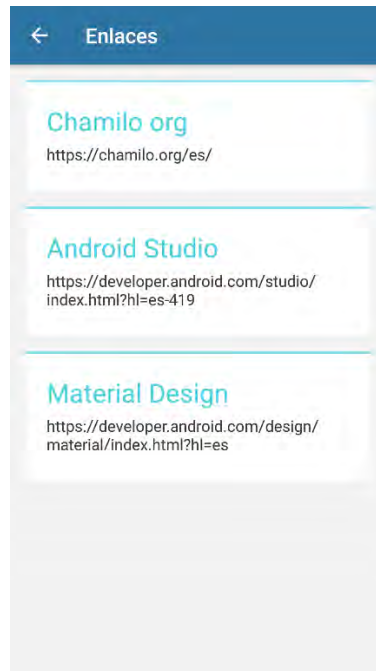 Enlaces
Chamilo org
https://chamilo.org/es/
Android Studio
https://developer.android.com/studio/
index.html?hl=es-419
Material Design
https://developer.android.com/design/
material/index.html?hl=es